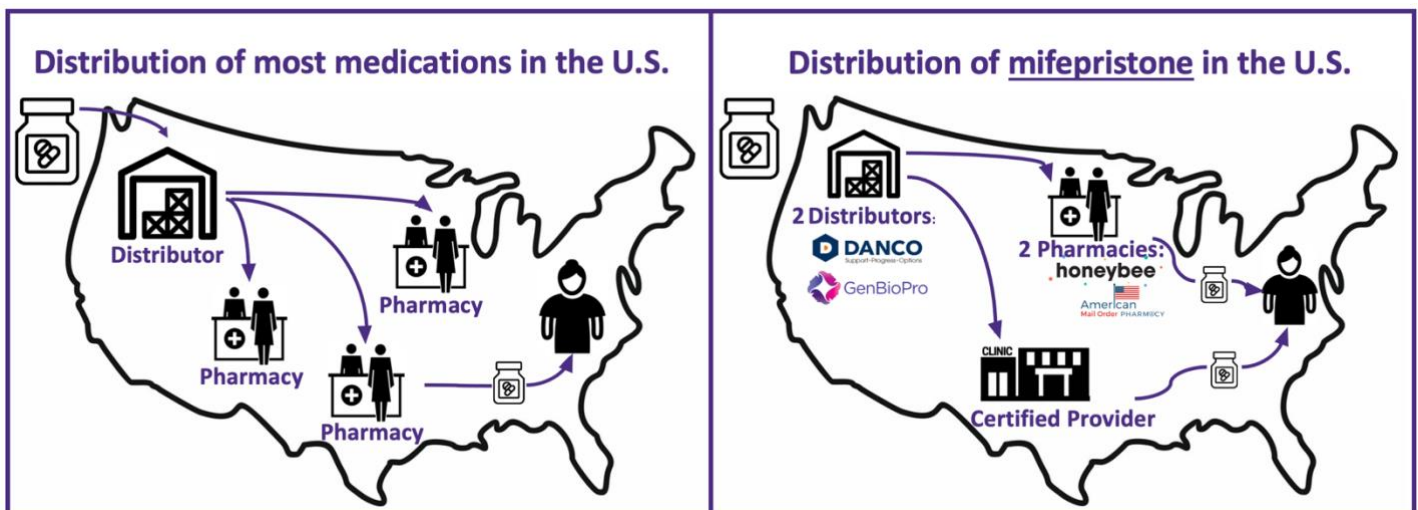 Distribution of most medications in the U.S.
Distributor
Pharmacy
Pharmacy
Pharmacy
Distribution of mifepristone in the U.S.
2 Distributors:
DANCO
Support-Progress-Options
GenBioPro
2 Pharmacies:
honeybee
American
Mail Order PHARMACY
CLINIC
Certified Provider